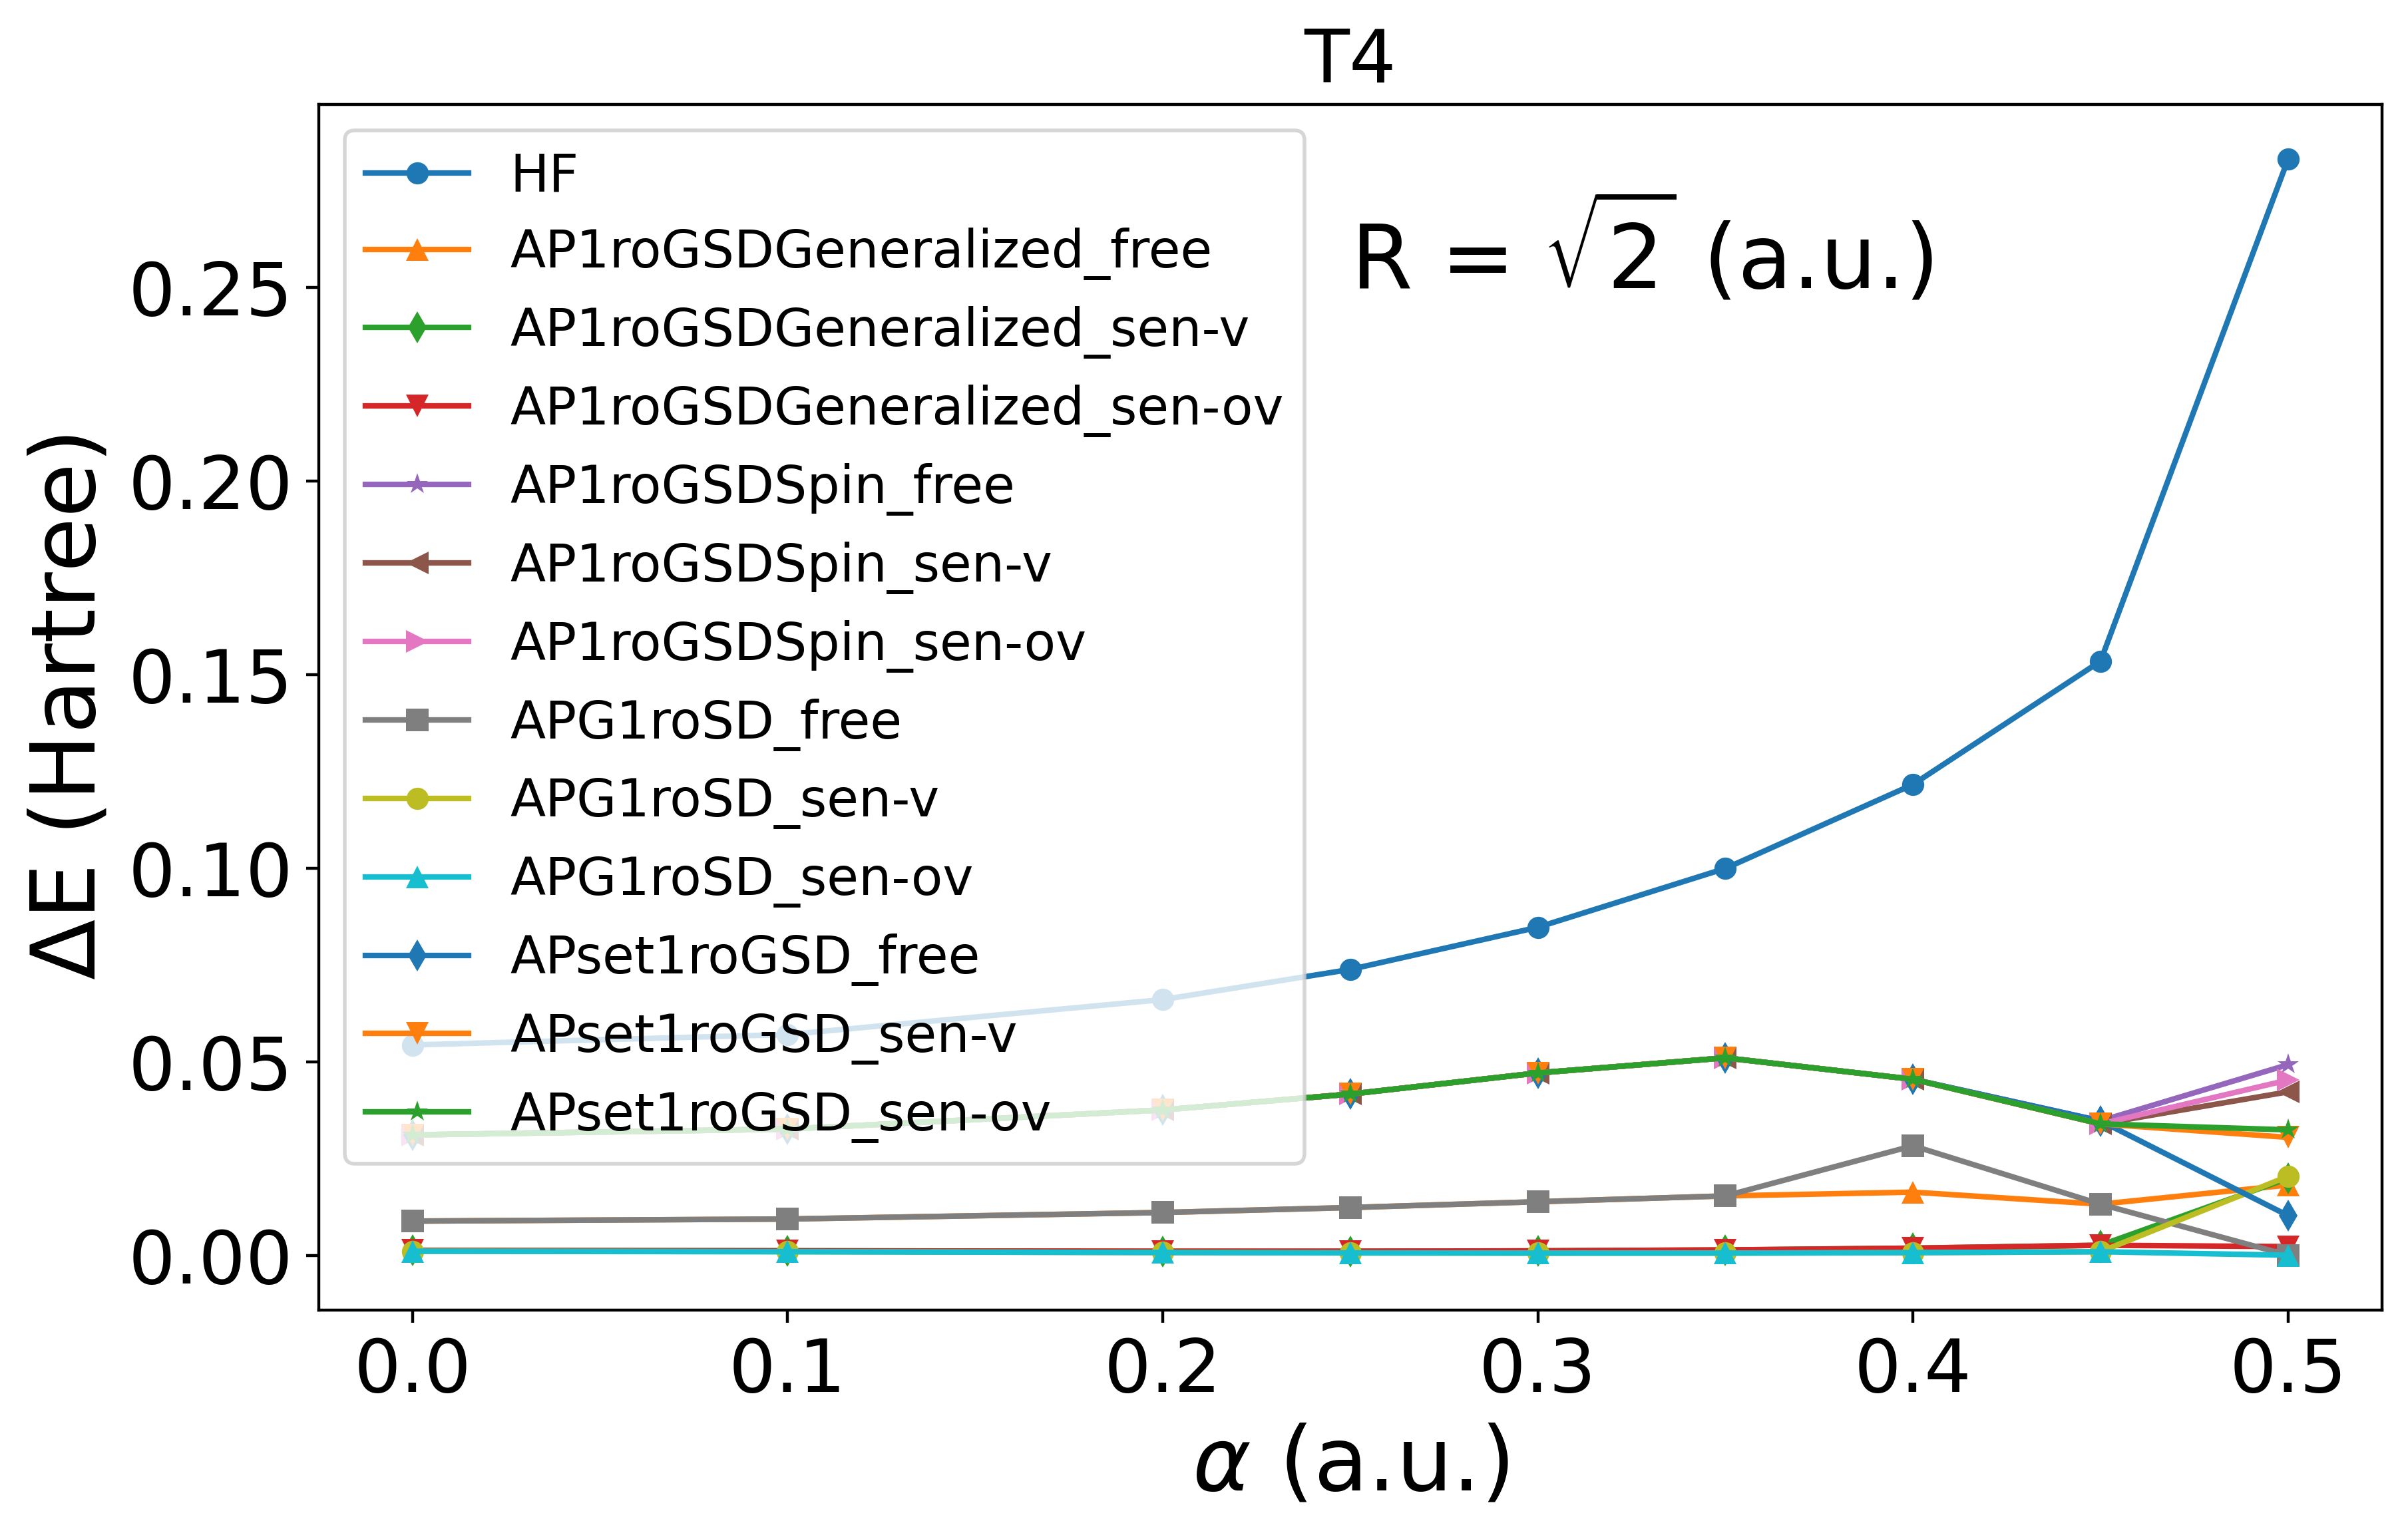 T4
HF
AP1roGSDGeneralized_free
AP1roGSDGeneralized_sen-v
AP1roGSDGeneralized_sen-ov
AP1roGSDSpin_free
AP1roGSDSpin_sen-v
AP1roGSDSpin_sen-ov
APG1roSD_free
APG1roSD_sen-v
APG1roSD_sen-ov
APset1roGSD_free
APset1roGSD_sen-v
APset1roGSD_sen-ov
R = √2 (a.u.)
ΔE (Hartree)
0.25
0.20
0.15
0.10
0.05
0.00
0.0 0.1 0.2 0.3 0.4 0.5
α (a.u.)